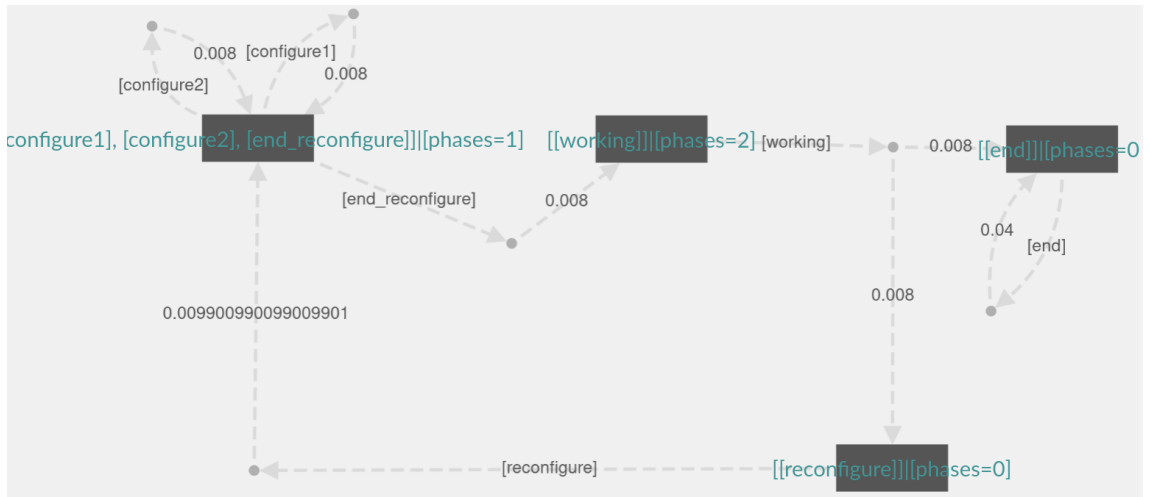 0.008
[configure1]
0.008
[configure2]
configure1], [configure2], [end_reconfigure]]|[phases=1]
[[working]]|[phases=2]
[working]
0.008
[[end]]|[phases=0
[end_reconfigure]
0.008
0.04
[end]
0.008
0.009900990099009901
[reconfigure]
[[reconfigure]]|[phases=0]